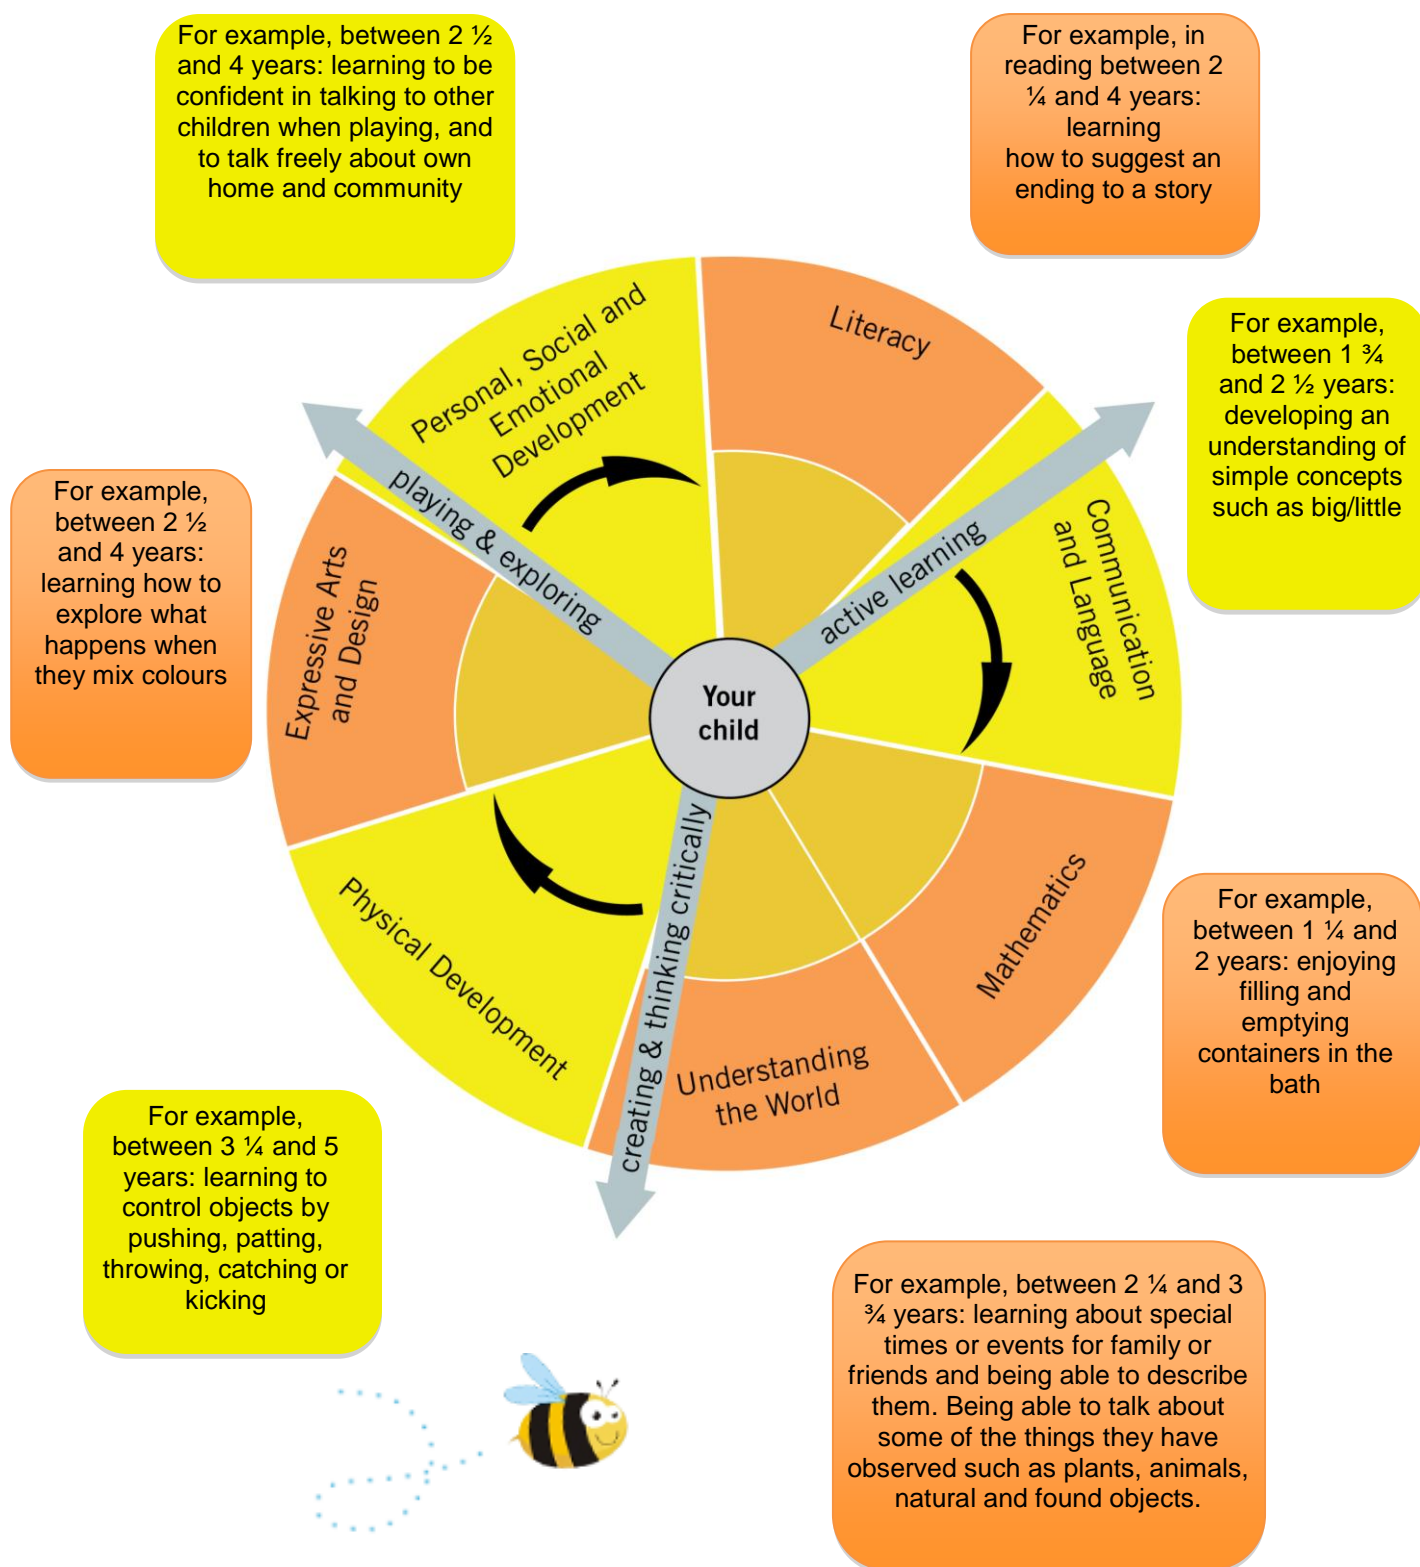 For example, between 2 ½
and 4 years: learning to be
confident in talking to other
children when playing, and
to talk freely about own
home and community
For example, in
reading between 2
¼ and 4 years:
learning
how to suggest an
ending to a story
For example,
between 1 ¾
and 2 ½ years:
developing an
understanding of
simple concepts
such as big/little
For example,
between 2 ½
and 4 years:
learning how to
explore what
happens when
they mix colours
Personal, Social and
Emotional
Development
Literacy
Communication
and Language
playing & exploring
active learning
Expressive Arts
and Design
Your
child
creating & thinking critically
Physical Development
Understanding
the World
Mathematics
For example,
between 1 ¼ and
2 years: enjoying
filling and
emptying
containers in the
bath
For example,
between 3 ¼ and 5
years: learning to
control objects by
pushing, patting,
throwing, catching or
kicking
For example, between 2 ¼ and 3
¾ years: learning about special
times or events for family or
friends and being able to describe
them. Being able to talk about
some of the things they have
observed such as plants, animals,
natural and found objects.